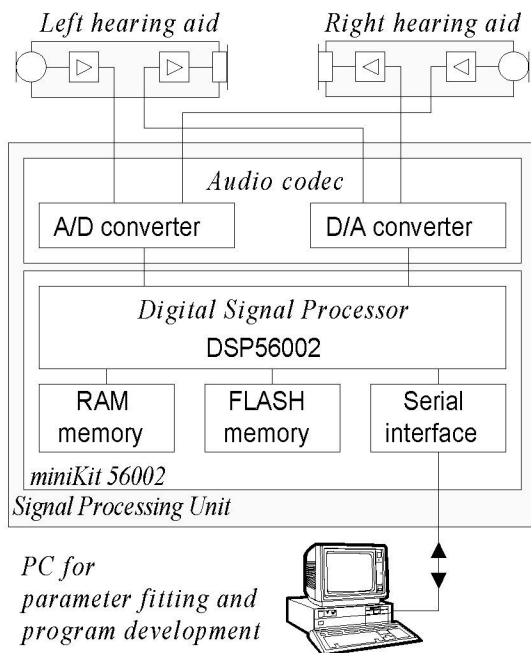 Left hearing aid
Right hearing aid
Audio codec
A/D converter
D/A converter
Digital Signal Processor
DSP56002
RAM
memory
FLASH
memory
Serial
interface
miniKit 56002
Signal Processing Unit
PC for
parameter fitting and
program development